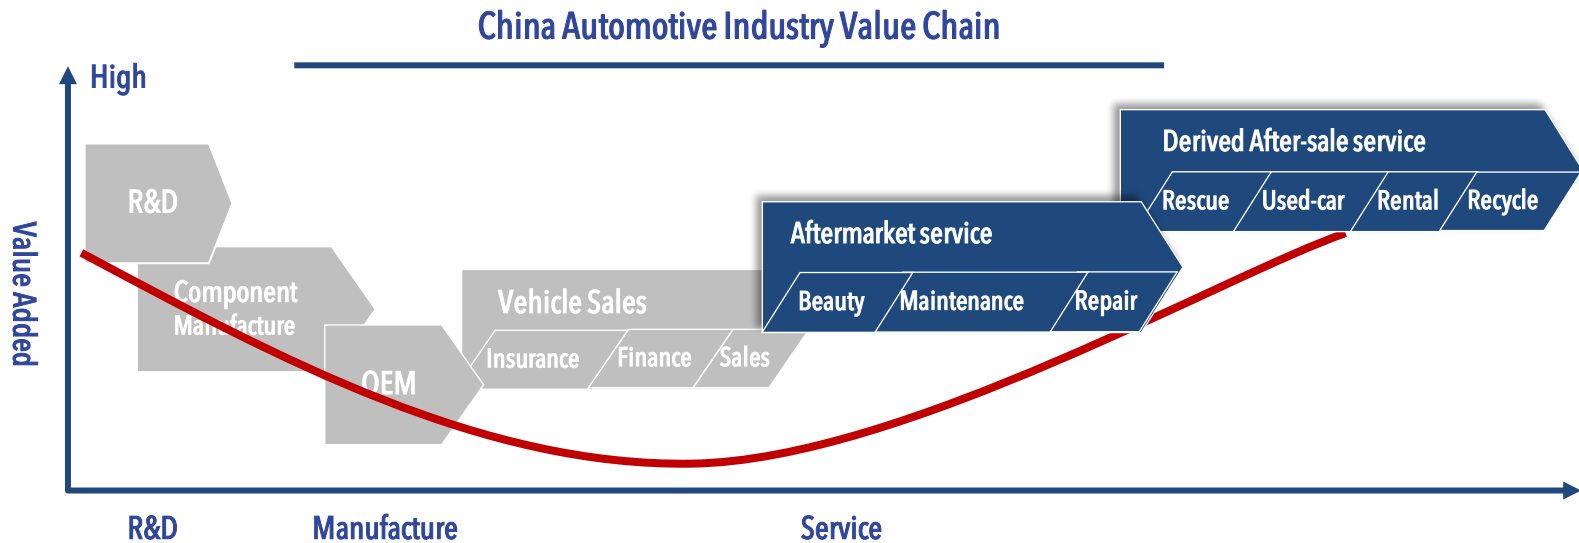 China Automotive Industry Value Chain
High
Value Added
R&D
Component
Manufacture
OEM
Vehicle Sales
Insurance
Finance
Sales
Aftermarket service
Beauty
Maintenance
Repair
Derived After-sale service
Rescue
Used-car
Rental
Recycle
R&D
Manufacture
Service